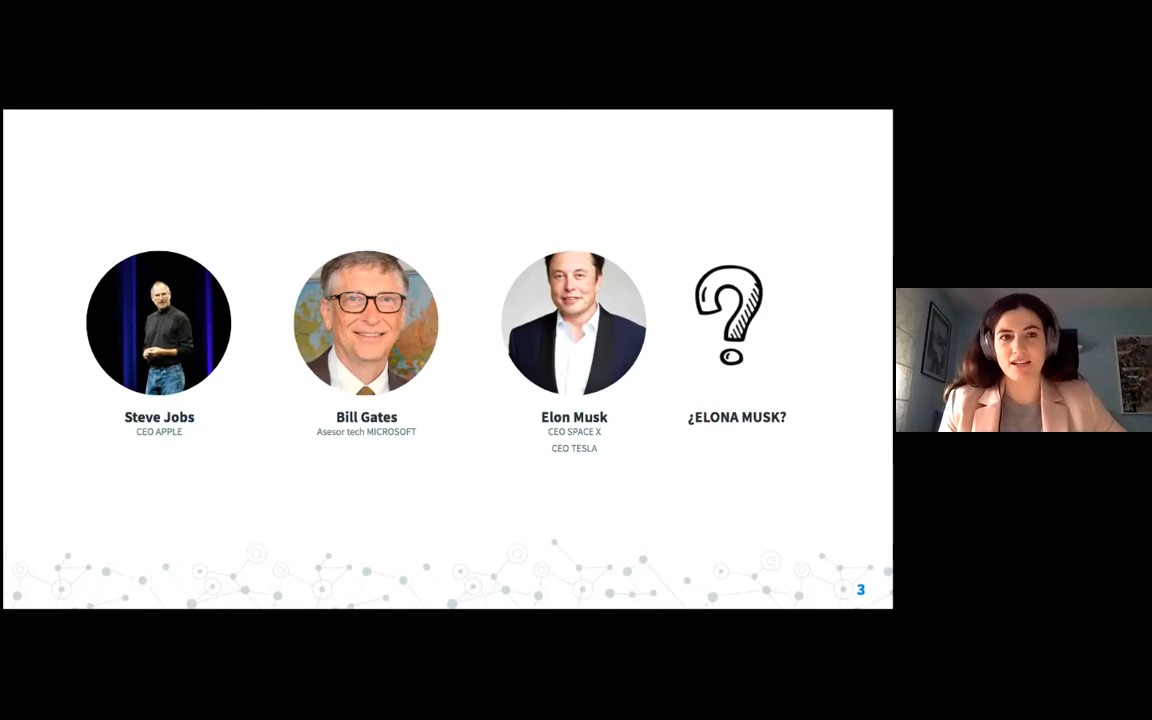 Steve Jobs
CEO APPLE
Bill Gates
Asesor tech MICROSOFT
Elon Musk
CEO SPACE X
CEO TESLA
¿ELONA MUSK?
3